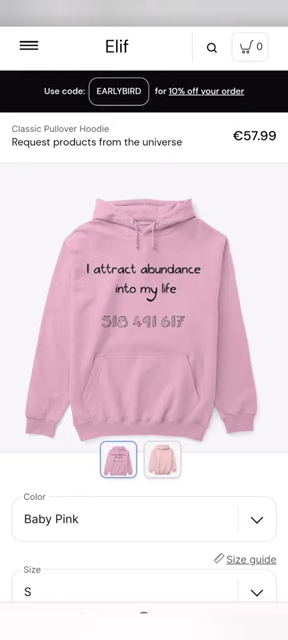 Elif
0
Use code: EARLYBIRD for 10% off your order
Classic Pullover Hoodie
Request products from the universe
€57.99
I attract abundance
into my life
318 491 617
Color
Baby Pink
Size guide
Size
S